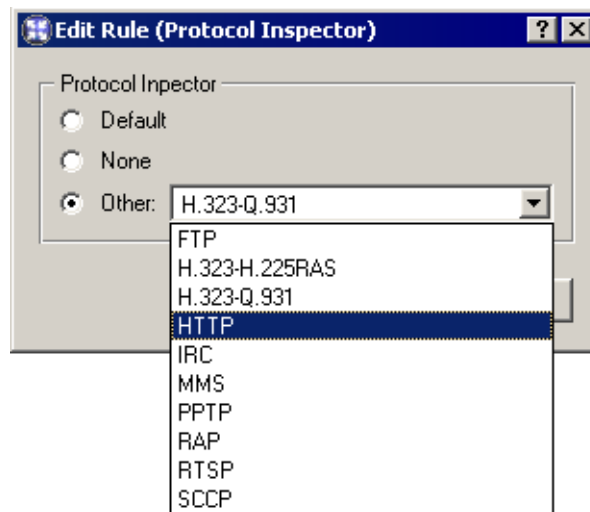 Edit Rule (Protocol Inspector)
Protocol Inpector
Default
None
Other: H.323-Q.931
FTP
H.323-H.225RAS
H.323-Q.931
HTTP
IRC
MMS
PPTP
RAP
RTSP
SCCP